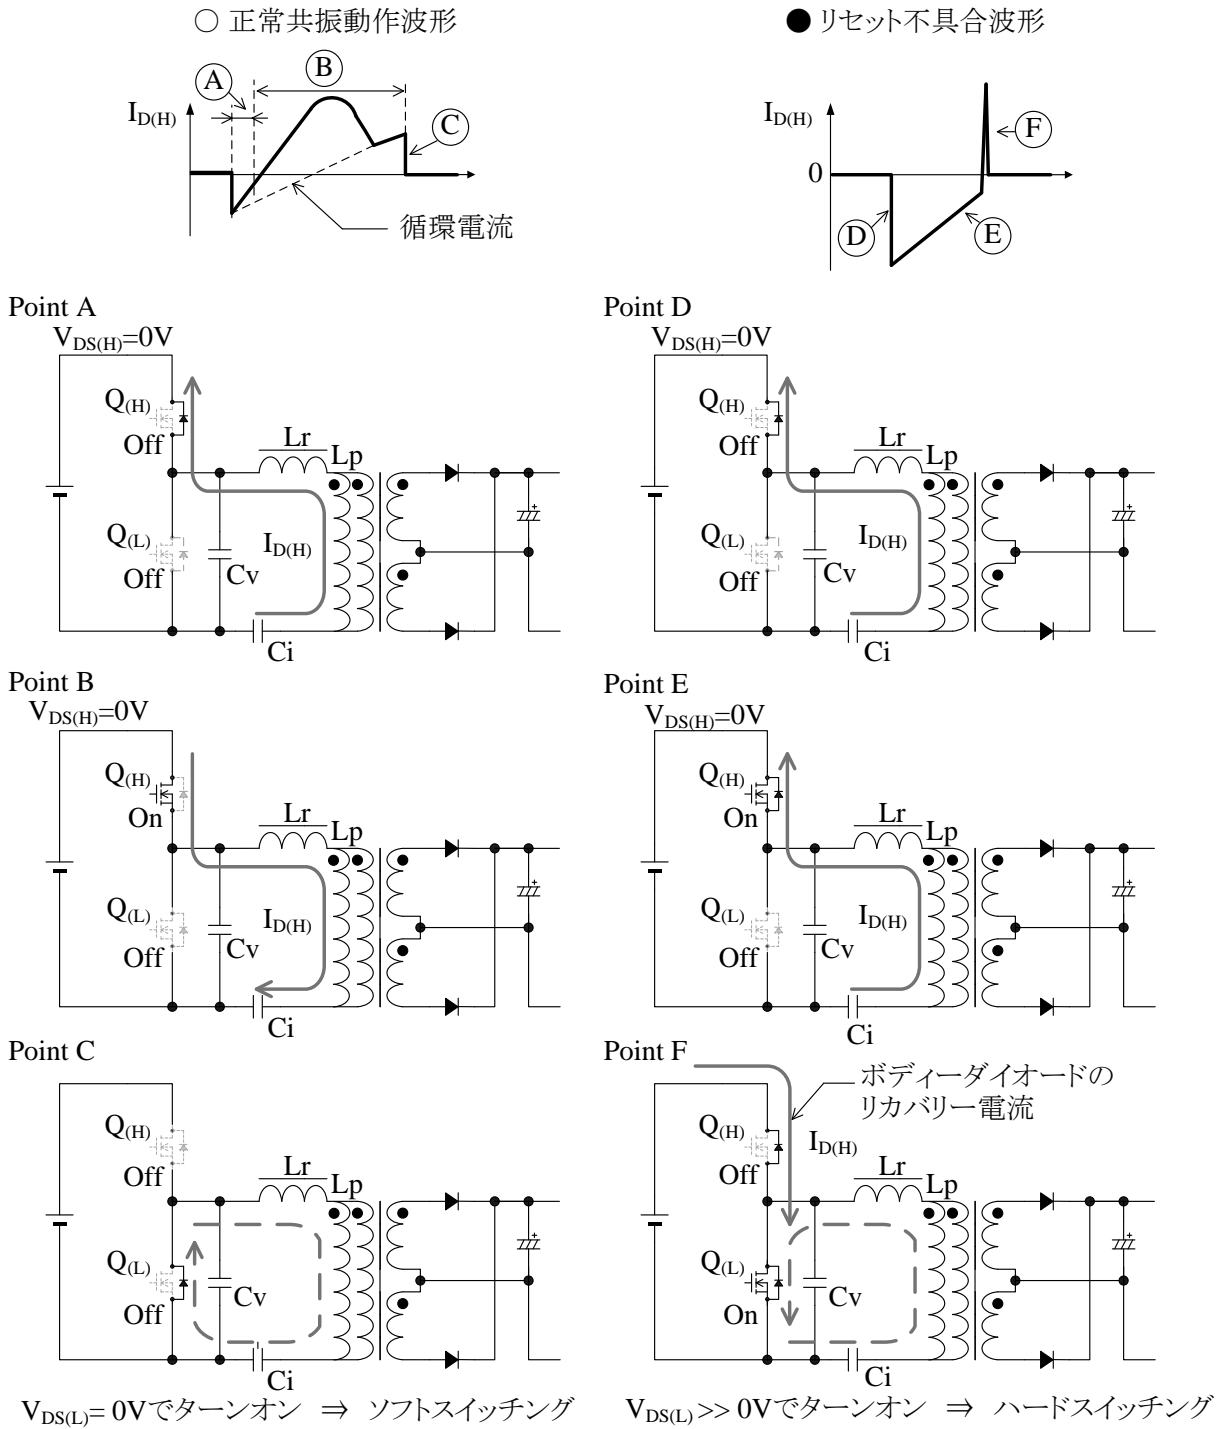 ○ 正常共振動作波形
● リセット不具合波形
A
B
C
I_D(H)
循環電流
I_D(H)
0
D
E
F
Point A
V_DS(H)=0V
Q_(H)
Off
Lr
Lp
Q_(L)
Off
Cv
I_D(H)
Ci
+
Point D
V_DS(H)=0V
Q_(H)
Off
Lr
Lp
Q_(L)
Off
Cv
I_D(H)
Ci
+
Point B
V_DS(H)=0V
Q_(H)
On
Lr
Lp
Q_(L)
Off
Cv
I_D(H)
Ci
+
Point E
V_DS(H)=0V
Q_(H)
On
Lr
Lp
Q_(L)
Off
Cv
I_D(H)
Ci
+
Point C
Q_(H)
Off
Lr
Lp
Q_(L)
Off
Cv
Ci
+
V_DS(L)= 0Vでターンオン ⇒ ソフトスイッチング
Point F
ボディーダイオードの
リカバリー電流
Q_(H)
Off
I_D(H)
Lr
Lp
Q_(L)
On
Cv
Ci
+
V_DS(L) >> 0Vでターンオン ⇒ ハードスイッチング